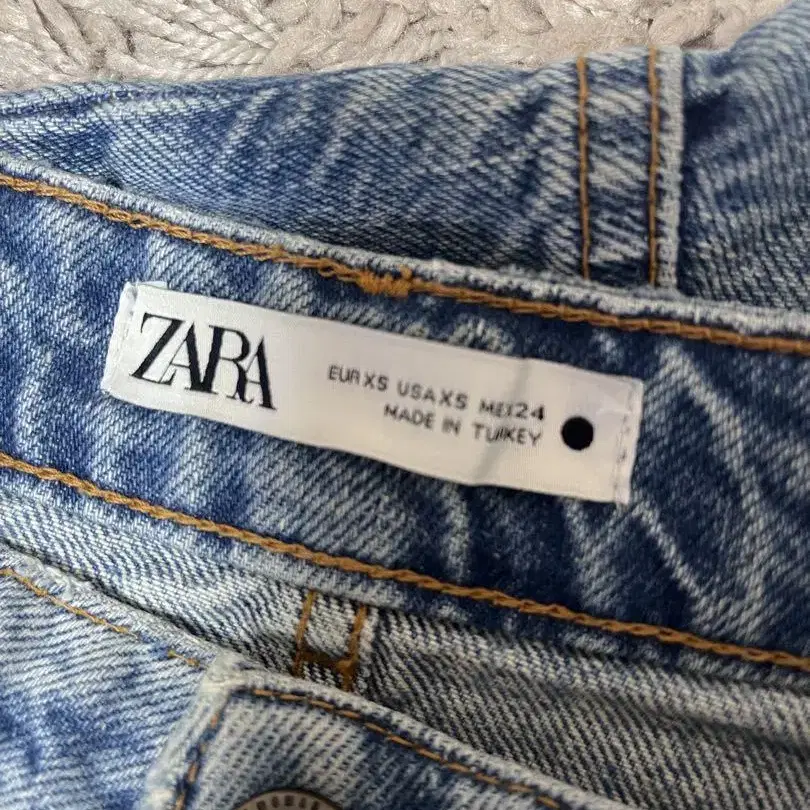 ZARA
EUR XS USA XS MEX 24
MADE IN TURKEY